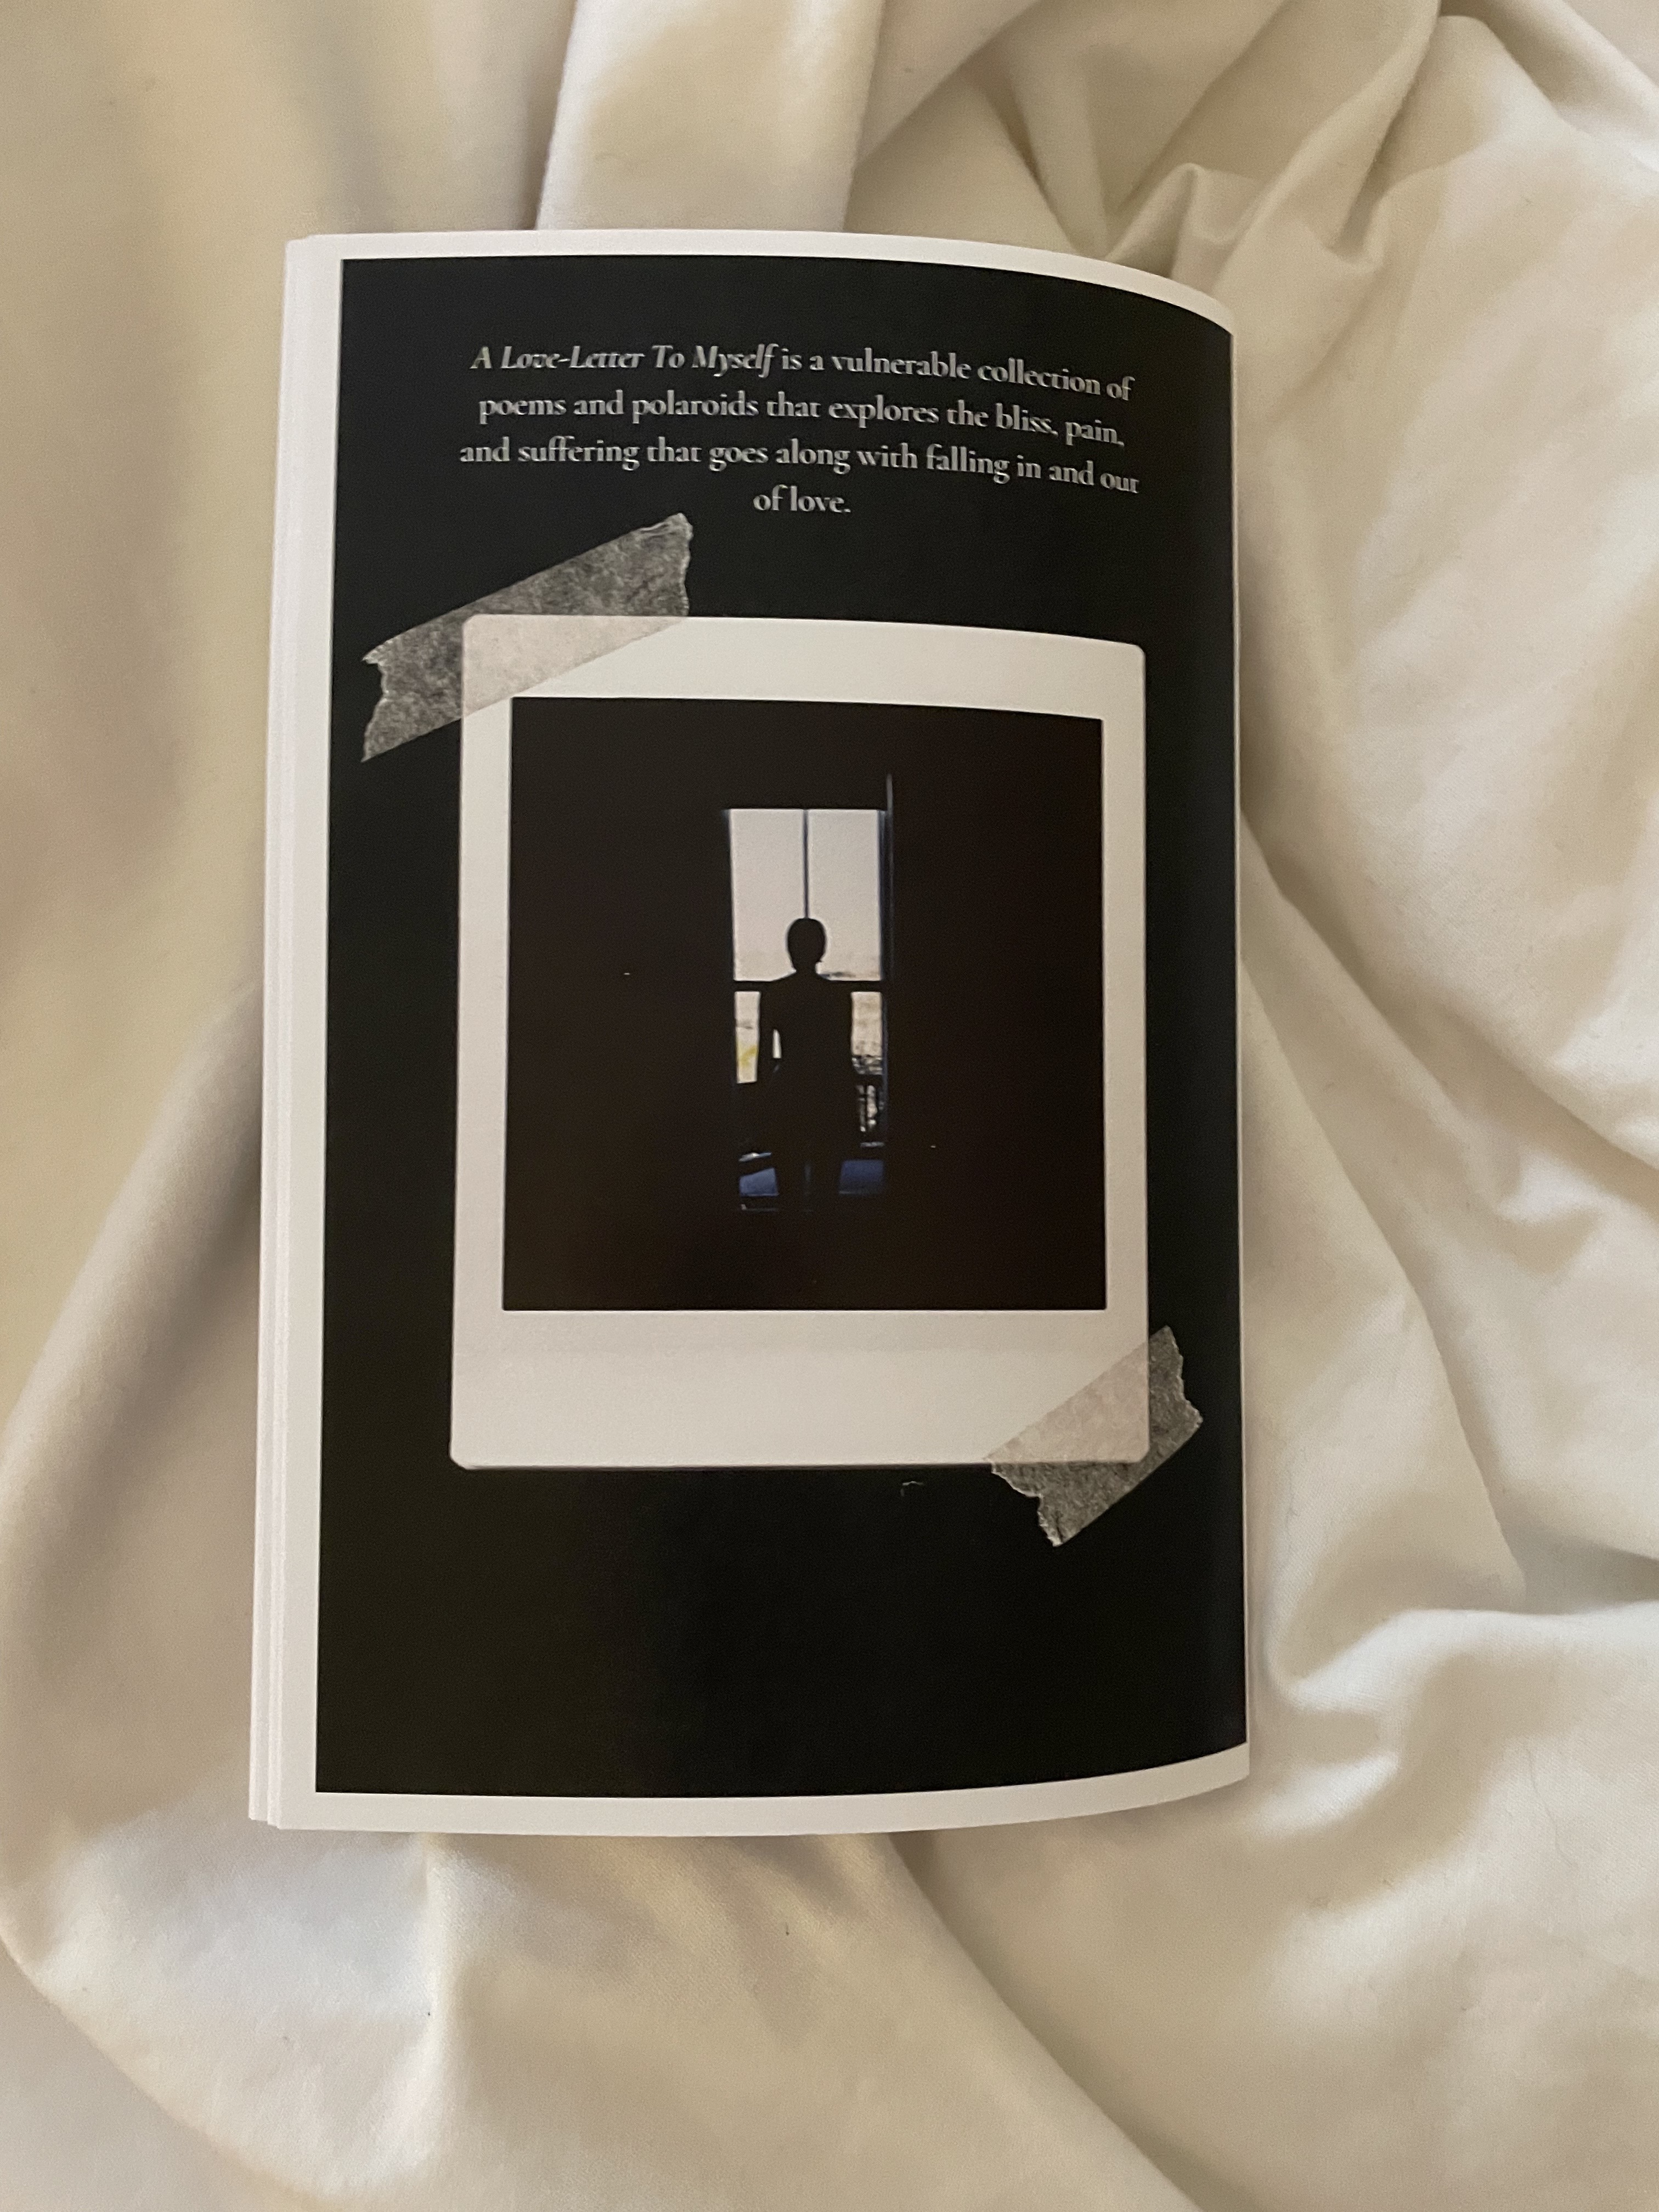 A Love-Letter To Myself is a vulnerable collection of
poems and polaroids that explores the bliss, pain,
and suffering that goes along with falling in and out
of love.